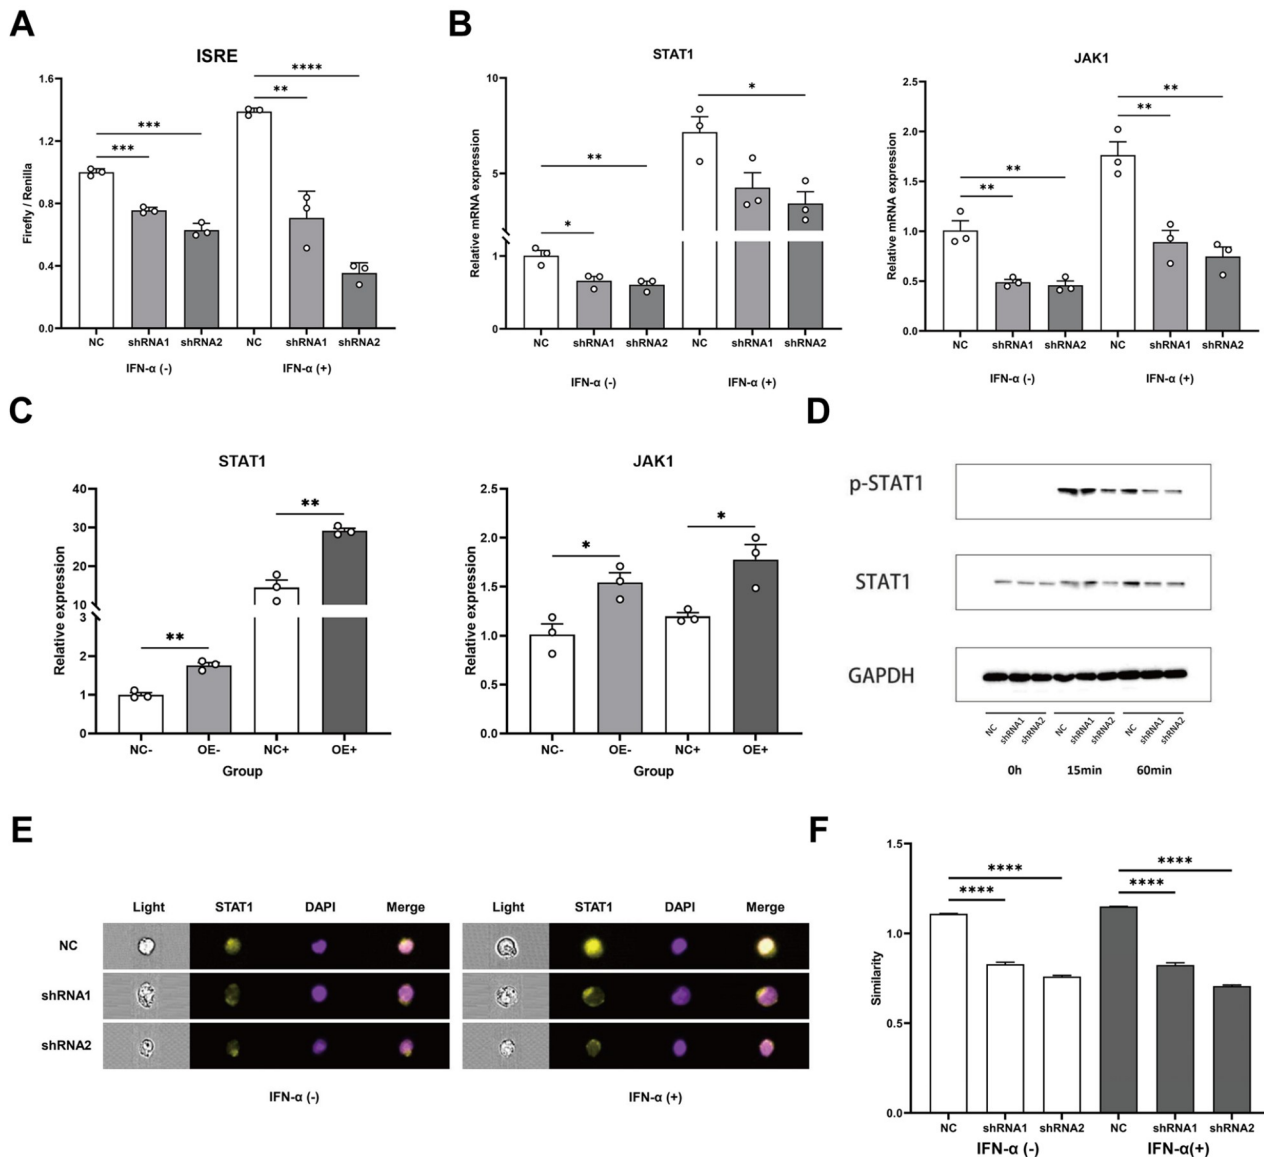 A
ISRE
Firefly / Renilla
1.6
1.2
0.8
0.4
0.0
*** *** ** ****
NC shRNA1 shRNA2 NC shRNA1 shRNA2
IFN-α (-) IFN-α (+)
B
STAT1
Relative mRNA expression
10
5
1
0
* ** *
NC shRNA1 shRNA2 NC shRNA1 shRNA2
IFN-α (-) IFN-α (+)
JAK1
Relative mRNA expression
2.5
2.0
1.5
1.0
0.5
0.0
** ** ** **
NC shRNA1 shRNA2 NC shRNA1 shRNA2
IFN-α (-) IFN-α (+)
C
STAT1
Relative expression
40
30
20
10
3
2
1
0
** **
NC- OE- NC+ OE+
Group
JAK1
Relative expression
2.5
2.0
1.5
1.0
0.5
0.0
* *
NC- OE- NC+ OE+
Group
D
p-STAT1
STAT1
GAPDH
NC shRNA1 shRNA2 NC shRNA1 shRNA2 NC shRNA1 shRNA2
0h 15min 60min
E
Light STAT1 DAPI Merge Light STAT1 DAPI Merge
NC
shRNA1
shRNA2
IFN-α (-) IFN-α (+)
F
Similarity
1.5
1.0
0.5
0.0
**** **** **** ****
NC shRNA1 shRNA2 NC shRNA1 shRNA2
IFN-α (-) IFN-α(+)